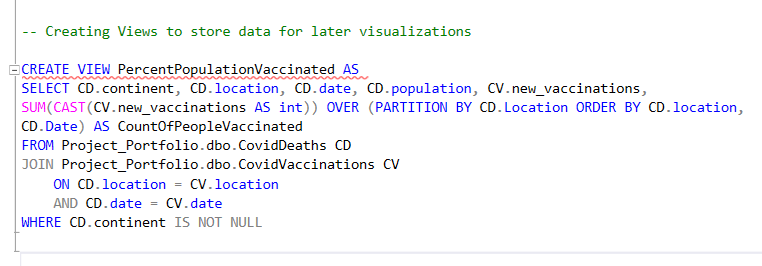 -- Creating Views to store data for later visualizations
CREATE VIEW PercentPopulationVaccinated AS
SELECT CD.continent, CD.location, CD.date, CD.population, CV.new_vaccinations,
SUM(CAST(CV.new_vaccinations AS int)) OVER (PARTITION BY CD.Location ORDER BY CD.location,
CD.Date) AS CountOfPeopleVaccinated
FROM Project_Portfolio.dbo.CovidDeaths CD
JOIN Project_Portfolio.dbo.CovidVaccinations CV
    ON CD.location = CV.location
    AND CD.date = CV.date
WHERE CD.continent IS NOT NULL